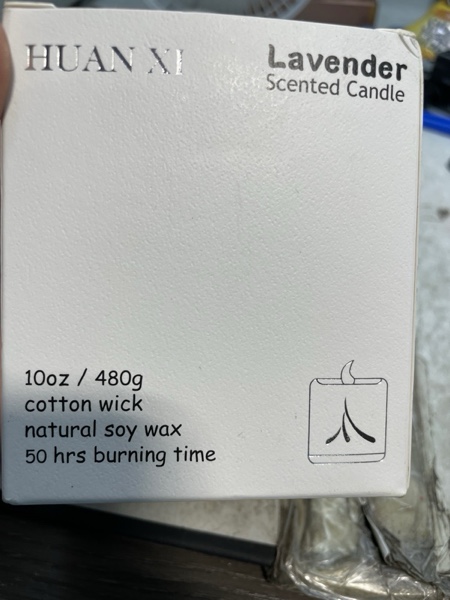 HUAN XI
Lavender
Scented Candle
10oz / 480g
cotton wick
natural soy wax
50 hrs burning time